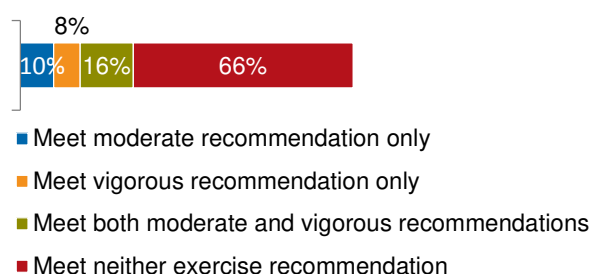 8%
10% 16% 66%
Meet moderate recommendation only
Meet vigorous recommendation only
Meet both moderate and vigorous recommendations
Meet neither exercise recommendation